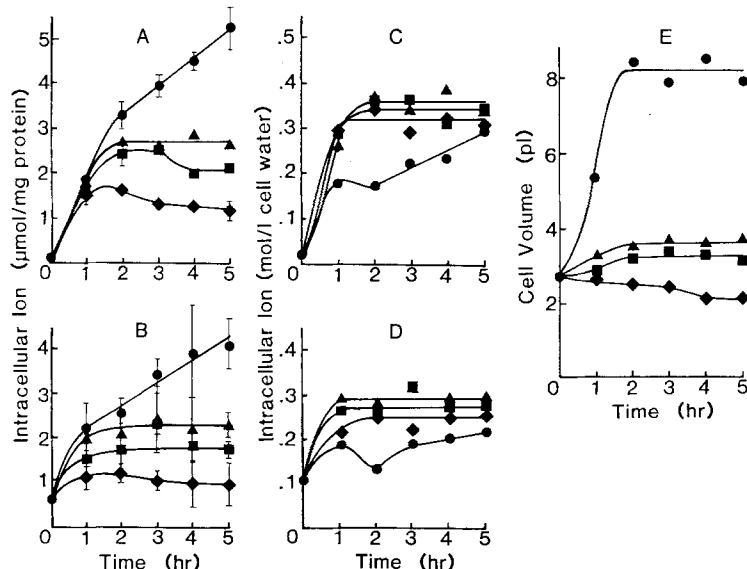 A
C
E
B
D
Intracellular Ion (μmol/mg protein)
5
4
3
2
1
0 1 2 3 4 5
4
3
2
1
0 1 2 3 4 5
Time (hr)
Intracellular Ion (mol/l cell water)
.5
.4
.3
.2
.1
0 1 2 3 4 5
.4
.3
.2
.1
0 1 2 3 4 5
Time (hr)
Cell Volume (pl)
8
6
4
2
0 1 2 3 4 5
Time (hr)